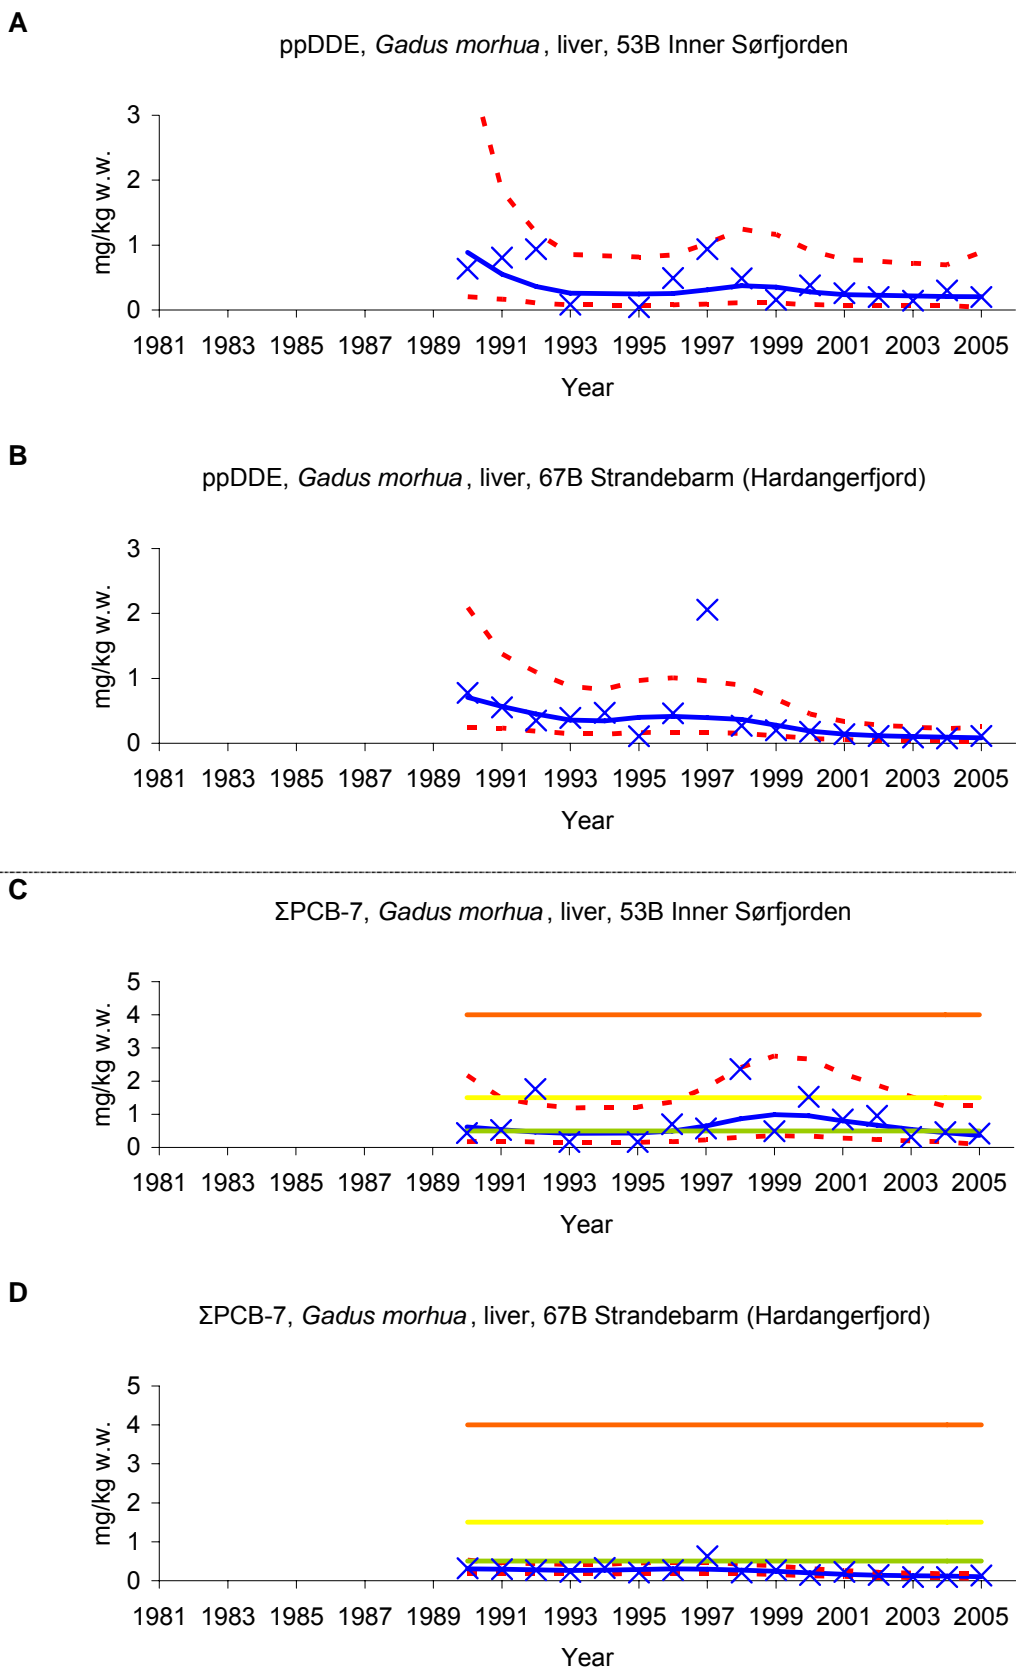 A
ppDDE, Gadus morhua, liver, 53B Inner Sørfjorden
3
2
1
0
mg/kg w.w.
1981 1983 1985 1987 1989 1991 1993 1995 1997 1999 2001 2003 2005
Year
B
ppDDE, Gadus morhua, liver, 67B Strandebarm (Hardangerfjord)
3
2
1
0
mg/kg w.w.
1981 1983 1985 1987 1989 1991 1993 1995 1997 1999 2001 2003 2005
Year
C
ΣPCB-7, Gadus morhua, liver, 53B Inner Sørfjorden
5
4
3
2
1
0
mg/kg w.w.
1981 1983 1985 1987 1989 1991 1993 1995 1997 1999 2001 2003 2005
Year
D
ΣPCB-7, Gadus morhua, liver, 67B Strandebarm (Hardangerfjord)
5
4
3
2
1
0
mg/kg w.w.
1981 1983 1985 1987 1989 1991 1993 1995 1997 1999 2001 2003 2005
Year